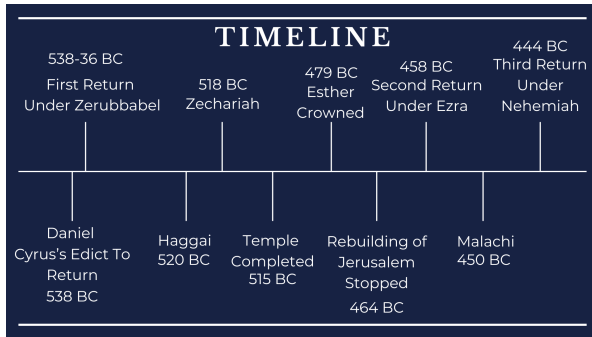 TIMELINE
538-36 BC
First Return
Under Zerubbabel
518 BC
Zechariah
479 BC
Esther
Crowned
458 BC
Second Return
Under Ezra
444 BC
Third Return
Under
Nehemiah
Daniel
Cyrus's Edict To
Return
538 BC
Haggai
520 BC
Temple
Completed
515 BC
Rebuilding of
Jerusalem
Stopped
464 BC
Malachi
450 BC